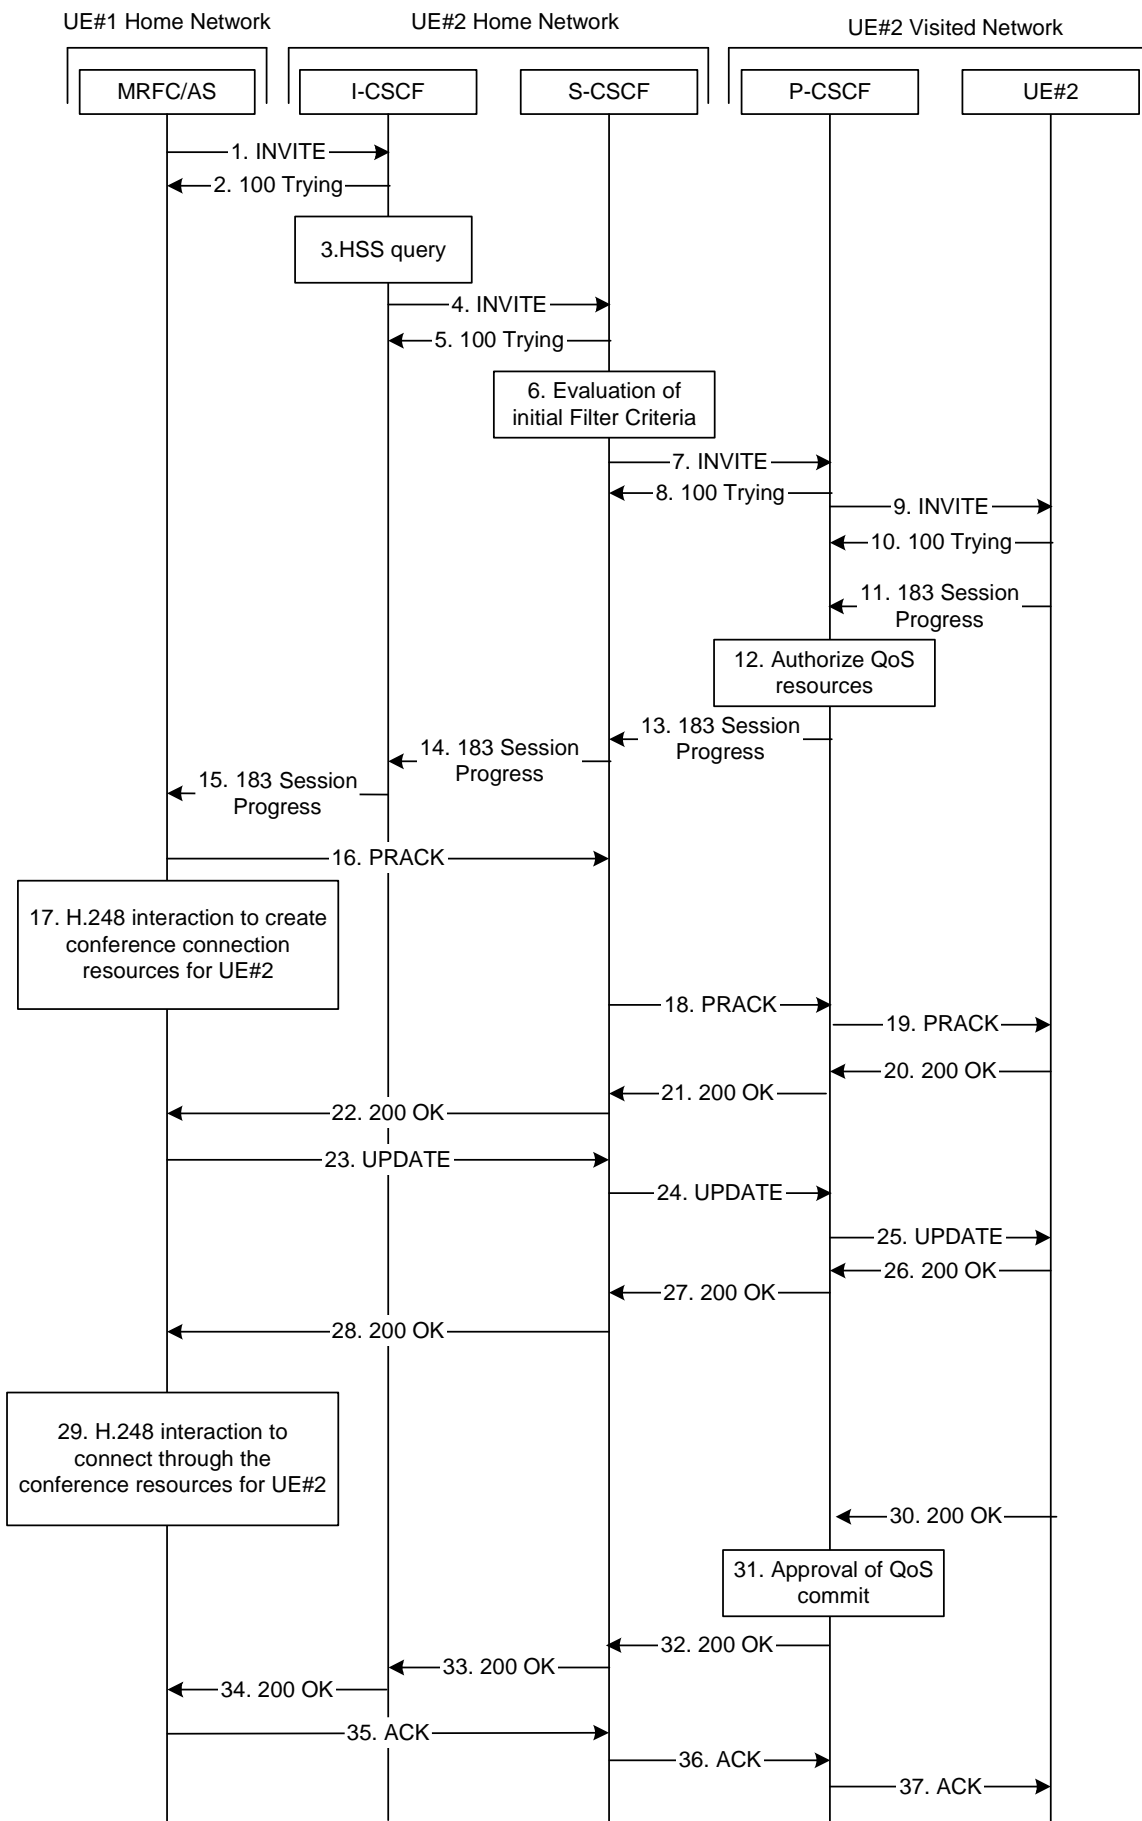 UE#1 Home Network
UE#2 Home Network
UE#2 Visited Network
MRFC/AS
I-CSCF
S-CSCF
P-CSCF
UE#2
1. INVITE
2. 100 Trying
3.HSS query
4. INVITE
5. 100 Trying
6. Evaluation of
initial Filter Criteria
7. INVITE
8. 100 Trying
9. INVITE
10. 100 Trying
11. 183 Session
Progress
12. Authorize QoS
resources
13. 183 Session
Progress
14. 183 Session
Progress
15. 183 Session
Progress
16. PRACK
17. H.248 interaction to create
conference connection
resources for UE#2
18. PRACK
19. PRACK
20. 200 OK
21. 200 OK
22. 200 OK
23. UPDATE
24. UPDATE
25. UPDATE
26. 200 OK
27. 200 OK
28. 200 OK
29. H.248 interaction to
connect through the
conference resources for UE#2
30. 200 OK
31. Approval of QoS
commit
32. 200 OK
33. 200 OK
34. 200 OK
35. ACK
36. ACK
37. ACK